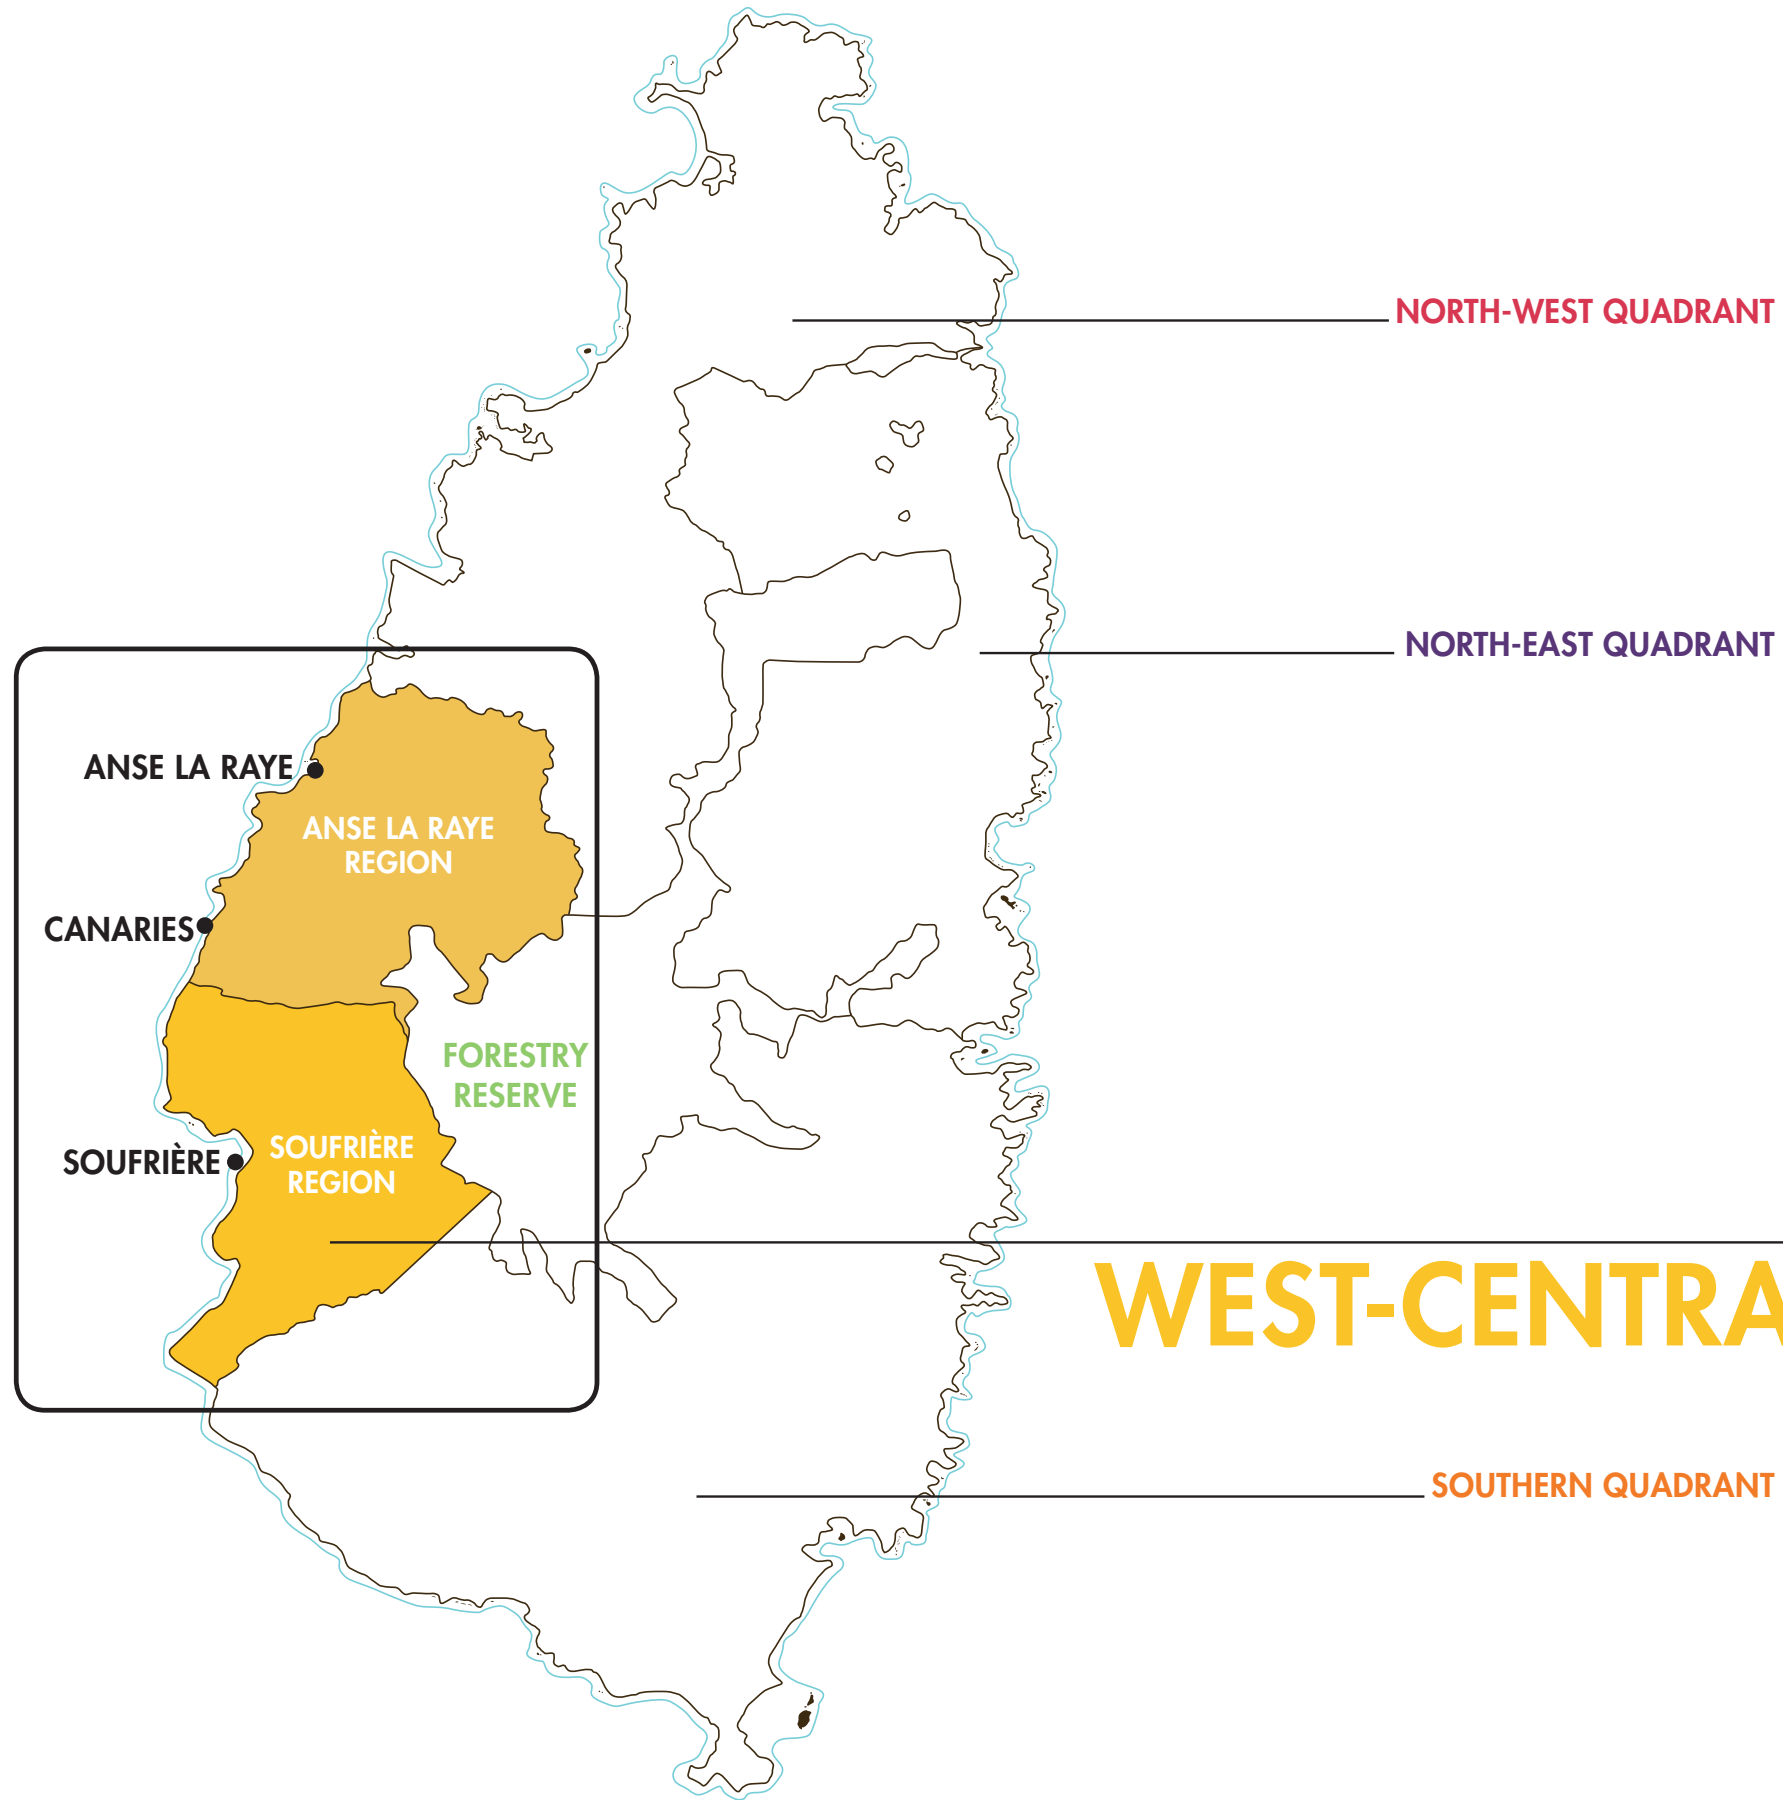 NORTH-WEST QUADRANT
NORTH-EAST QUADRANT
ANSE LA RAYE
ANSE LA RAYE
REGION
CANARIES
FORESTRY
RESERVE
SOUFRIÈRE
SOUFRIÈRE
REGION
WEST-CENTRA
SOUTHERN QUADRANT